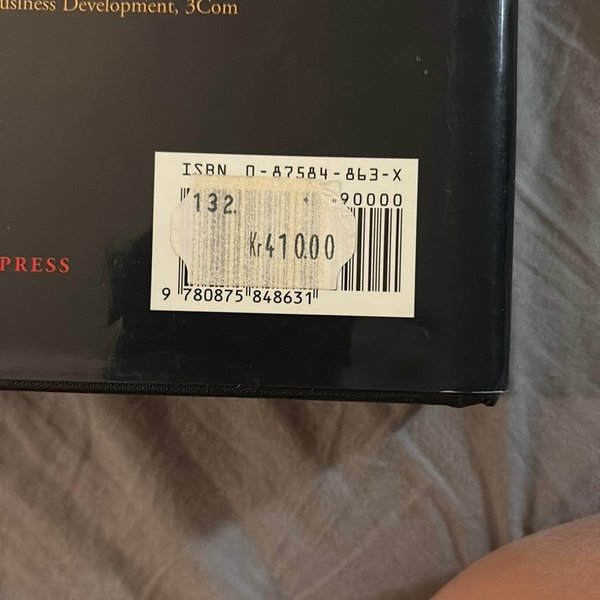 usiness Development, 3Com
ISBN 0-87584-863-X
90000
132.
Kr410.00
PRESS
9 780875 848631